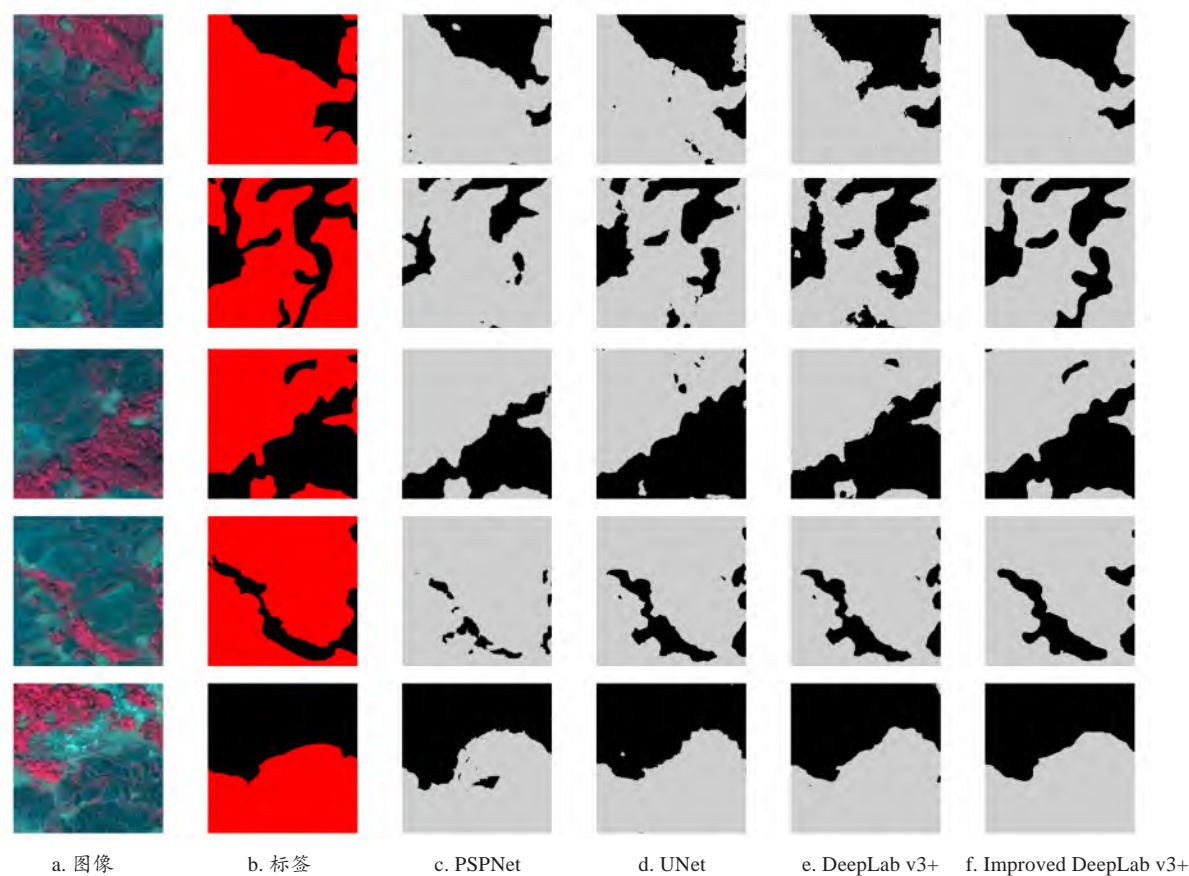 a. 图像
b. 标签
c. PSPNet
d. UNet
e. DeepLab v3+
f. Improved DeepLab v3+